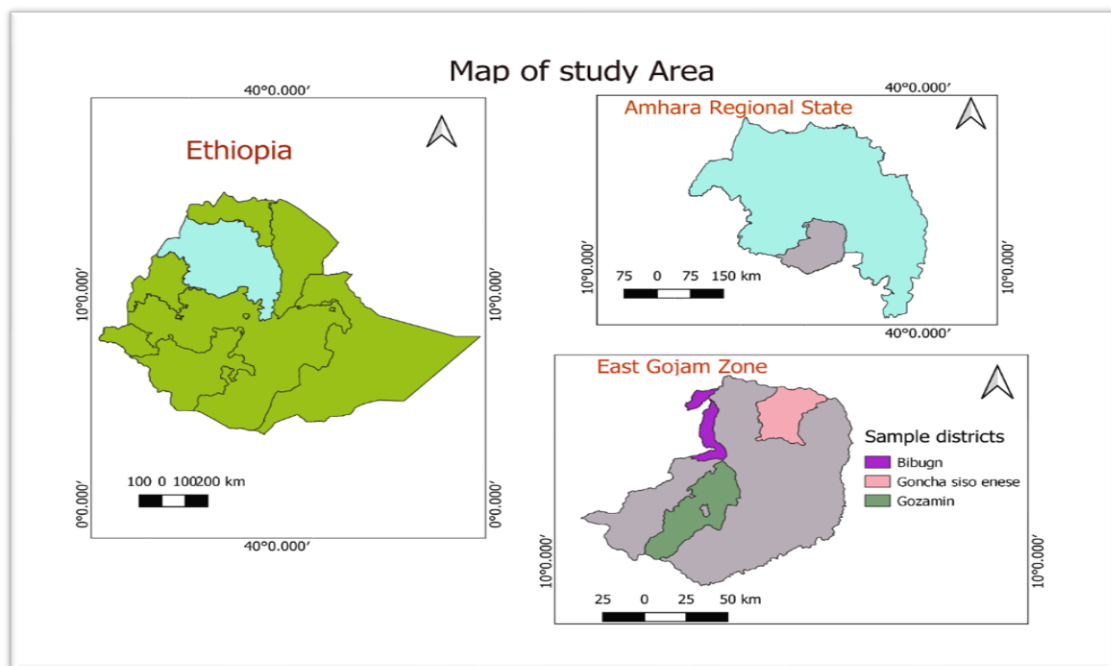 Map of study Area
40°0.000′
Ethiopia
10°0.000′
10°0.000′
100 0 100200 km
0°0.000′
0°0.000′
40°0.000′
40°0.000′
Amhara Regional State
10°0.000′
10°0.000′
75 0 75 150 km
40°0.000′
East Gojam Zone
Sample districts
Bibugn
Goncha siso enese
Gozamin
10°0.000′
10°0.000′
25 0 25 50 km